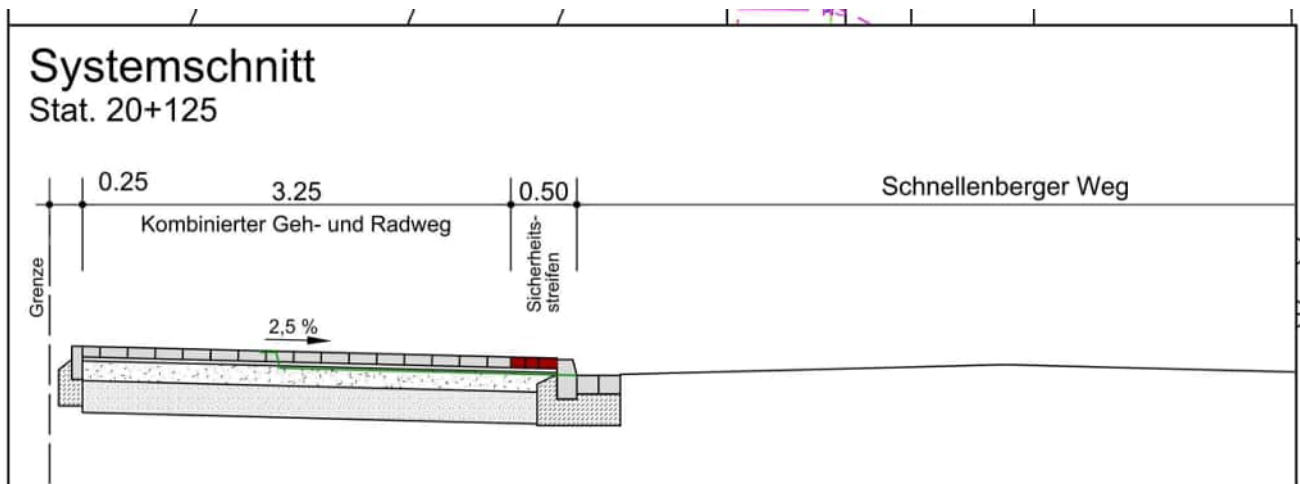 Systemschnitt
Stat. 20+125
0.25
3.25
0.50
Schnellenberger Weg
Kombinierter Geh- und Radweg
Sicherheits-
streifen
Grenze
2,5 %